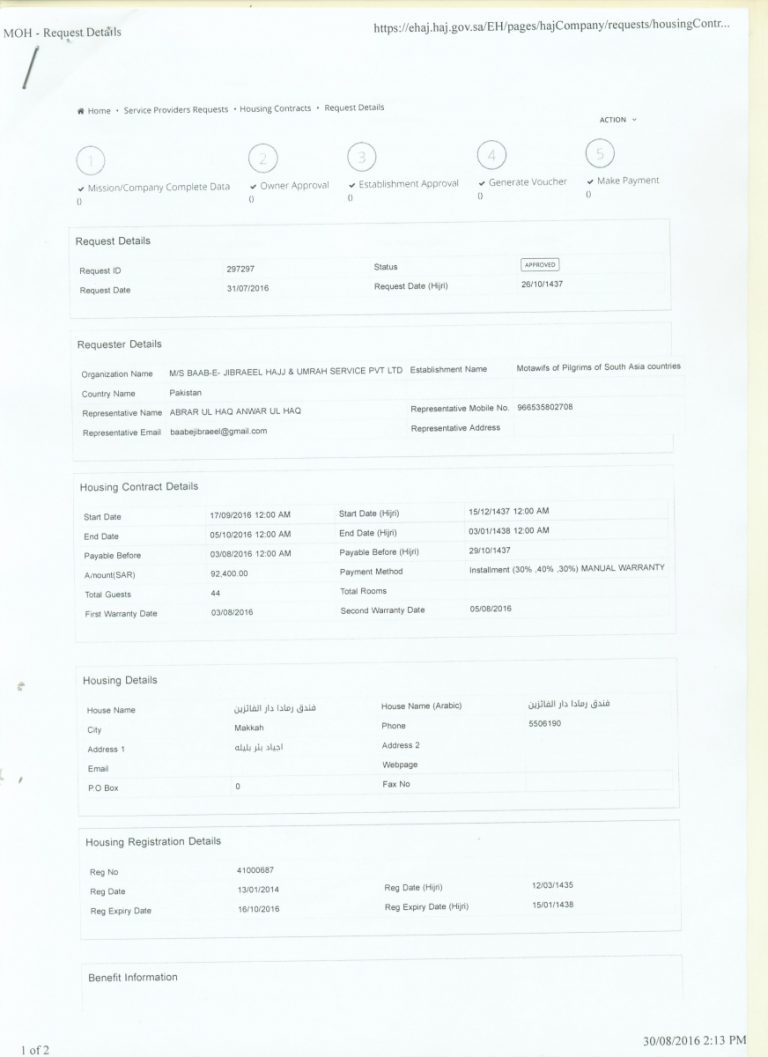 MOH - Request Details https://ehaj.haj.gov.sa/EH/pages/hajCompany/requests/housingContr...
Home • Service Providers Requests • Housing Contracts • Request Details
ACTION
1 2 3 4 5
Mission/Company Complete Data Owner Approval Establishment Approval Generate Voucher Make Payment
() () () () ()
Request Details
Request ID 297297 Status APPROVED
Request Date 31/07/2016 Request Date (Hijri) 26/10/1437
Requester Details
Organization Name M/S BAAB-E- JIBRAEEL HAJJ & UMRAH SERVICE PVT LTD Establishment Name Motawifs of Pilgrims of South Asia countries
Country Name Pakistan
Representative Name ABRAR UL HAQ ANWAR UL HAQ Representative Mobile No. 966535802708
Representative Email baabejibraeel@gmail.com Representative Address
Housing Contract Details
Start Date 17/09/2016 12:00 AM Start Date (Hijri) 15/12/1437 12:00 AM
End Date 05/10/2016 12:00 AM End Date (Hijri) 03/01/1438 12:00 AM
Payable Before 03/08/2016 12:00 AM Payable Before (Hijri) 29/10/1437
Amount(SAR) 92,400.00 Payment Method Installment (30% ,40% ,30%) MANUAL WARRANTY
Total Guests 44 Total Rooms
First Warranty Date 03/08/2016 Second Warranty Date 05/08/2016
Housing Details
House Name فندق رمادا دار الفائزين House Name (Arabic) فندق رمادا دار الفائزين
City Makkah Phone 5506190
Address 1 اجياد بئر بليله Address 2
Email Webpage
P.O Box 0 Fax No
Housing Registration Details
Reg No 41000687
Reg Date 13/01/2014 Reg Date (Hijri) 12/03/1435
Reg Expiry Date 16/10/2016 Reg Expiry Date (Hijri) 15/01/1438
Benefit Information
1 of 2 30/08/2016 2:13 PM